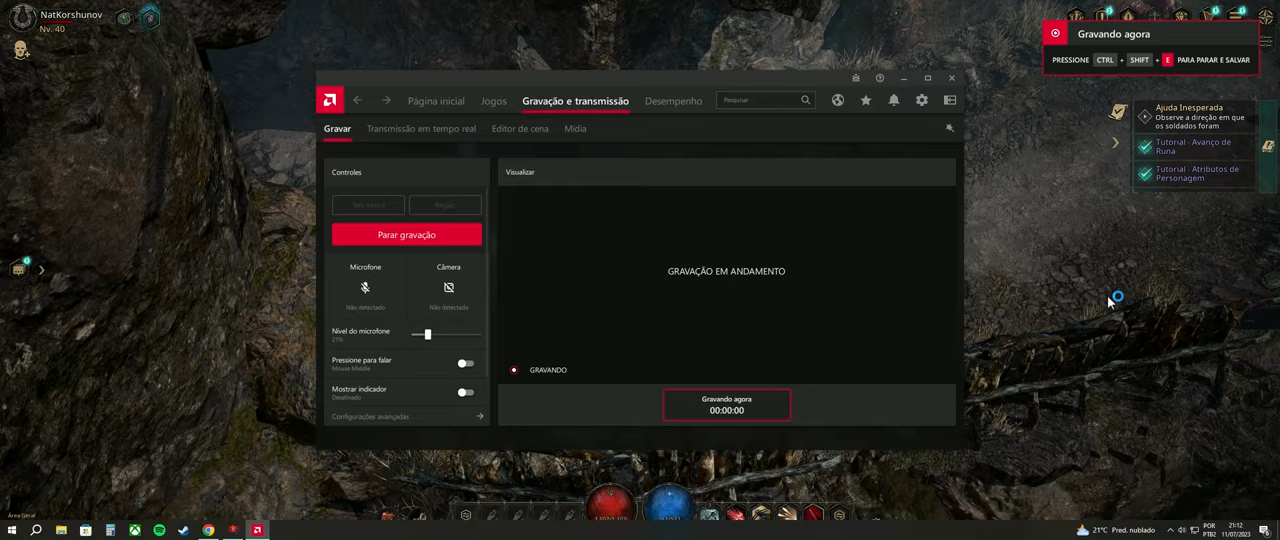 NatKorshunov
Nv. 40
Gravando agora
PRESSIONE CTRL + SHIFT + E PARA PARAR E SALVAR
Página inicial
Jogos
Gravação e transmissão
Desempenho
Pesquisar
Gravar
Transmissão em tempo real
Editor de cena
Mídia
Ajuda Inesperada
Observe a direção em que
os soldados foram
Tutorial - Avanço de
Runa
Tutorial - Atributos de
Personagem
Controles
Visualizar
Região
Parar gravação
Microfone
Câmera
Não detectado
Não detectado
Nível do microfone
21%
Pressione para falar
Mouse Middle
Mostrar indicador
Desativado
Configurações avançadas
GRAVAÇÃO EM ANDAMENTO
GRAVANDO
Gravando agora
00:00:00
Área Geral
21°C Pred. nublado
POR
PTB2
21:12
11/07/2023